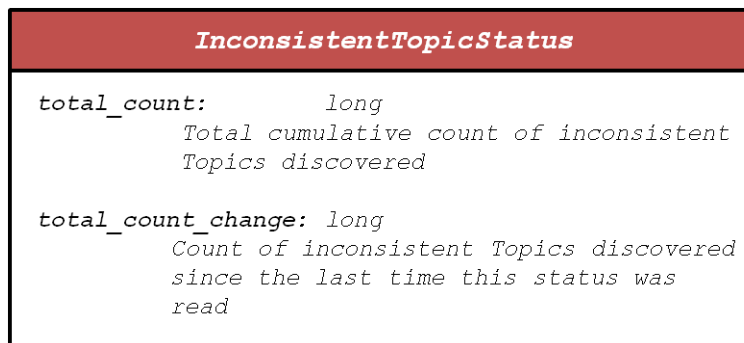 InconsistentTopicStatus
total_count: long
Total cumulative count of inconsistent
Topics discovered
total_count_change: long
Count of inconsistent Topics discovered
since the last time this status was
read